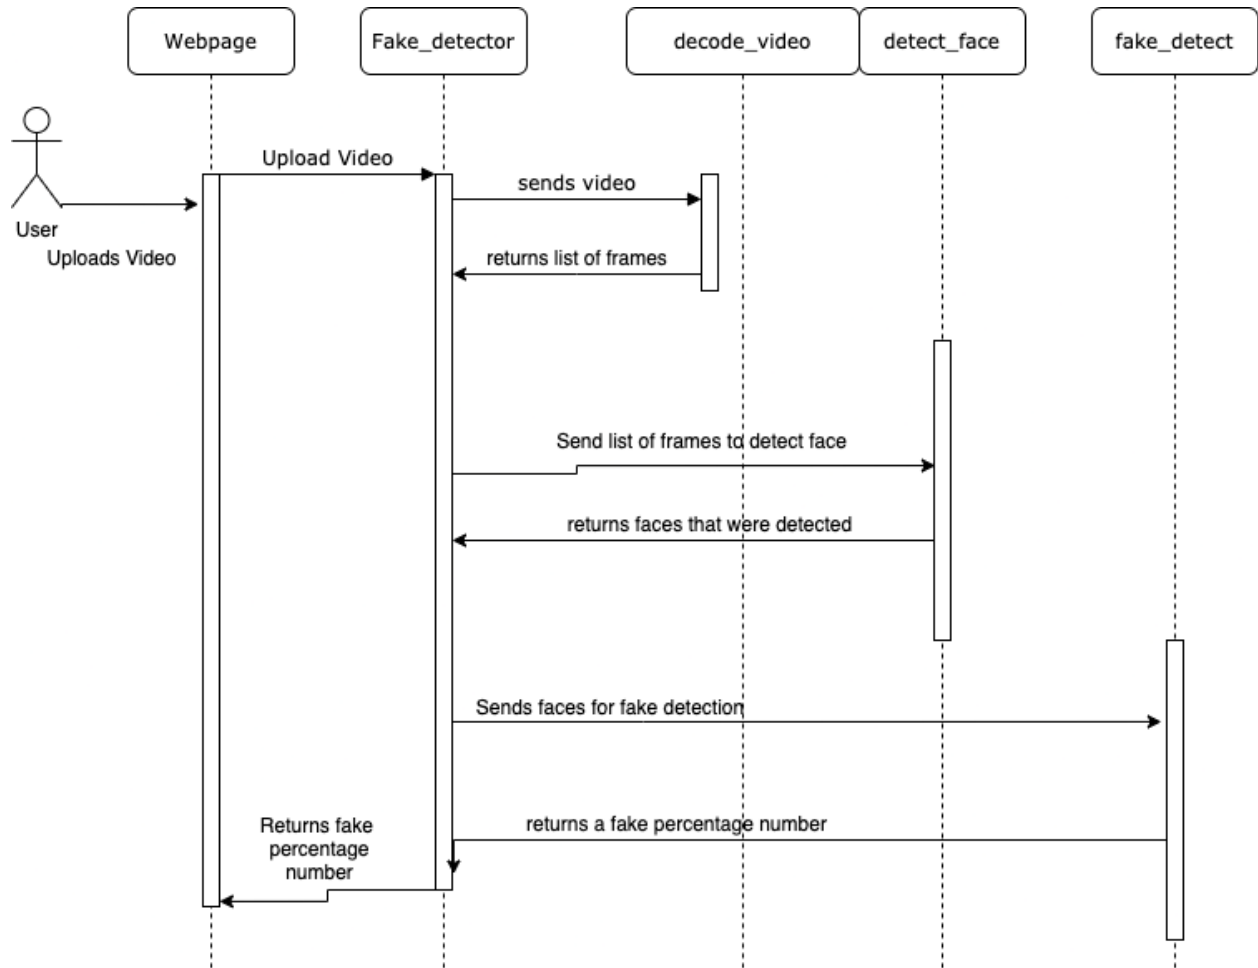 Webpage
Fake_detector
decode_video
detect_face
fake_detect
Upload Video
sends video
User
Uploads Video
returns list of frames
Send list of frames to detect face
returns faces that were detected
Sends faces for fake detection
Returns fake
percentage
number
returns a fake percentage number